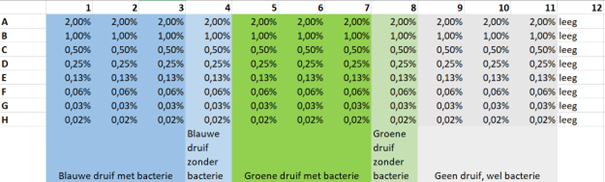 1 2 3 4 5 6 7 8 9 10 11 12
A 2,00% 2,00% 2,00% 2,00% 2,00% 2,00% 2,00% 2,00% 2,00% 2,00% 2,00% leeg
B 1,00% 1,00% 1,00% 1,00% 1,00% 1,00% 1,00% 1,00% 1,00% 1,00% 1,00% leeg
C 0,50% 0,50% 0,50% 0,50% 0,50% 0,50% 0,50% 0,50% 0,50% 0,50% 0,50% leeg
D 0,25% 0,25% 0,25% 0,25% 0,25% 0,25% 0,25% 0,25% 0,25% 0,25% 0,25% leeg
E 0,13% 0,13% 0,13% 0,13% 0,13% 0,13% 0,13% 0,13% 0,13% 0,13% 0,13% leeg
F 0,06% 0,06% 0,06% 0,06% 0,06% 0,06% 0,06% 0,06% 0,06% 0,06% 0,06% leeg
G 0,03% 0,03% 0,03% 0,03% 0,03% 0,03% 0,03% 0,03% 0,03% 0,03% 0,03% leeg
H 0,02% 0,02% 0,02% 0,02% 0,02% 0,02% 0,02% 0,02% 0,02% 0,02% 0,02% leeg
Blauwe druif met bacterie
Blauwe
druif
zonder
bacterie
Groene druif met bacterie
Groene
druif
zonder
bacterie
Geen druif, wel bacterie